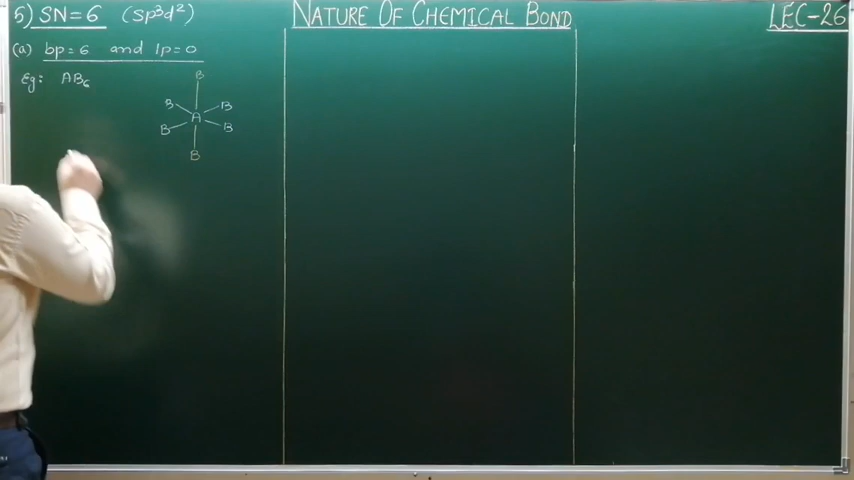 5) SN=6 (sp³d²)
NATURE OF CHEMICAL BOND
LEC-26
(a) bp=6 and lp=0
Eg: AB₆
B
B B
A
B B
B